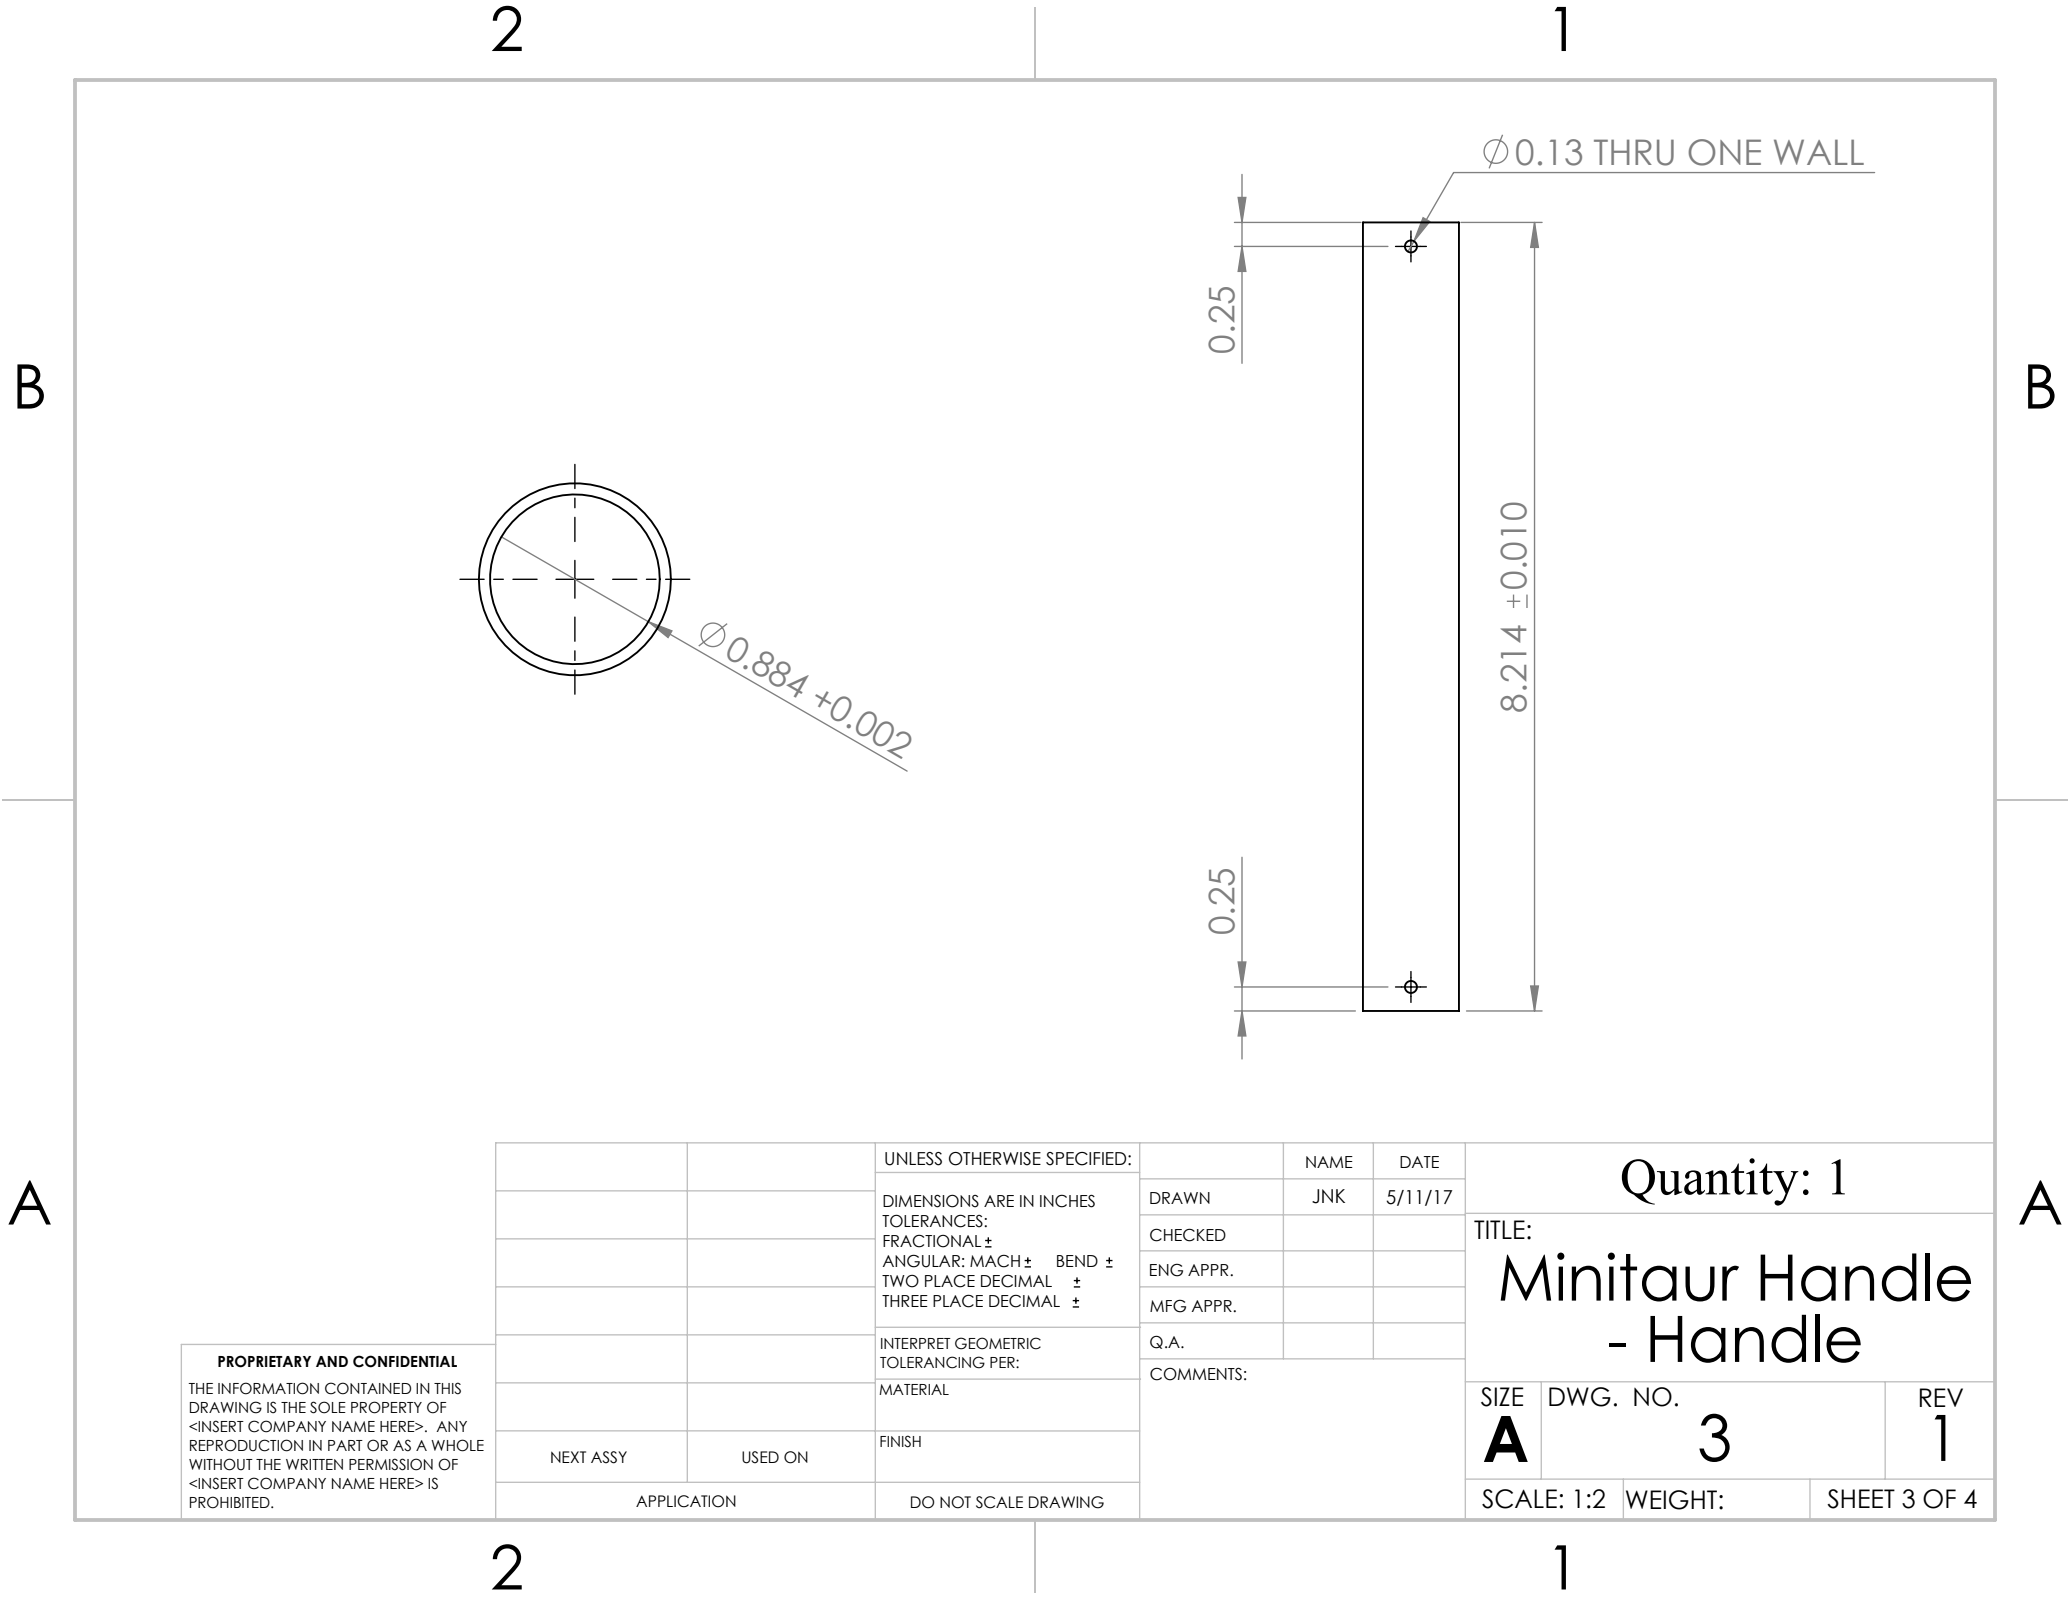 2
1
B
B
A
A
∅0.13 THRU ONE WALL
0.25
8.214 ±0.010
∅0.884 +0.002
0.25
PROPRIETARY AND CONFIDENTIAL
THE INFORMATION CONTAINED IN THIS
DRAWING IS THE SOLE PROPERTY OF
<INSERT COMPANY NAME HERE>.  ANY
REPRODUCTION IN PART OR AS A WHOLE
WITHOUT THE WRITTEN PERMISSION OF
<INSERT COMPANY NAME HERE> IS
PROHIBITED.
NEXT ASSY
USED ON
APPLICATION
UNLESS OTHERWISE SPECIFIED:
DIMENSIONS ARE IN INCHES
TOLERANCES:
FRACTIONAL ±
ANGULAR: MACH ± BEND ±
TWO PLACE DECIMAL ±
THREE PLACE DECIMAL ±
INTERPRET GEOMETRIC
TOLERANCING PER:
MATERIAL
FINISH
DO NOT SCALE DRAWING
NAME
DATE
DRAWN
JNK
5/11/17
CHECKED
ENG APPR.
MFG APPR.
Q.A.
COMMENTS:
Quantity: 1
TITLE:
Minitaur Handle
- Handle
SIZE
A
DWG. NO.
3
REV
1
SCALE: 1:2
WEIGHT:
SHEET 3 OF 4
2
1